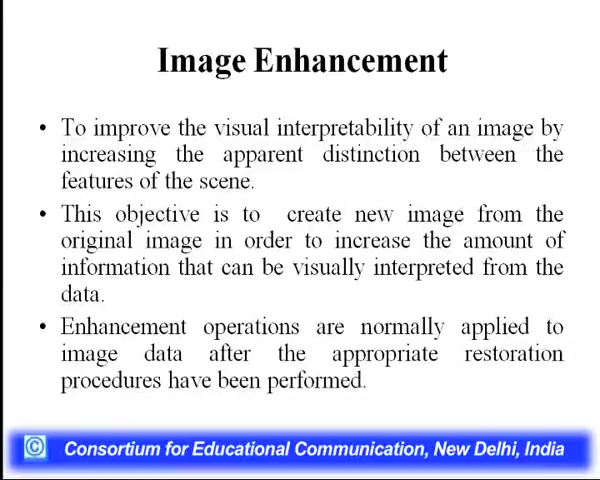 Image Enhancement
• To improve the visual interpretability of an image by
increasing the apparent distinction between the
features of the scene.
• This objective is to create new image from the
original image in order to increase the amount of
information that can be visually interpreted from the
data.
• Enhancement operations are normally applied to
image data after the appropriate restoration
procedures have been performed.
© Consortium for Educational Communication, New Delhi, India